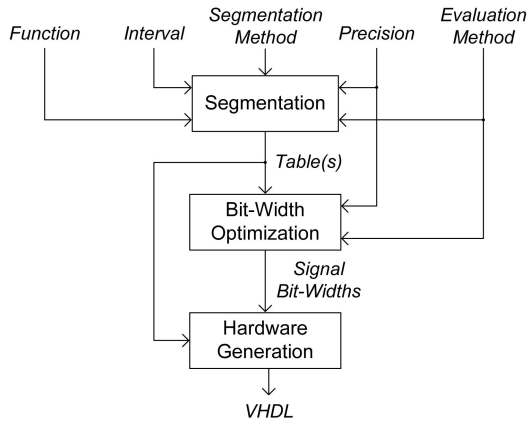 Function
Interval
Segmentation
Method
Precision
Evaluation
Method
Segmentation
Table(s)
Bit-Width
Optimization
Signal
Bit-Widths
Hardware
Generation
VHDL